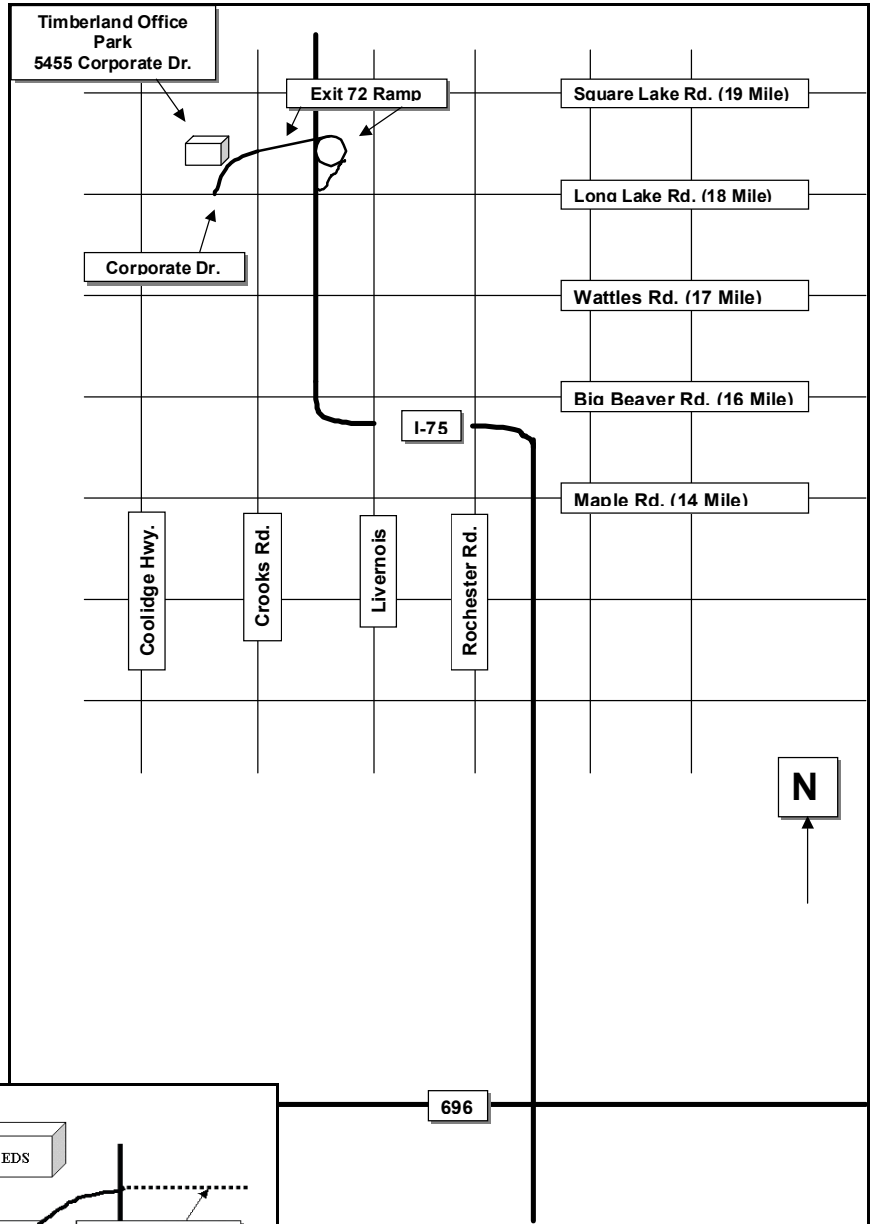 Timberland Office
Park
5455 Corporate Dr.
Exit 72 Ramp
Square Lake Rd. (19 Mile)
Long Lake Rd. (18 Mile)
Corporate Dr.
Wattles Rd. (17 Mile)
Big Beaver Rd. (16 Mile)
I-75
Maple Rd. (14 Mile)
Coolidge Hwy.
Crooks Rd.
Livernois
Rochester Rd.
N
696
EDS